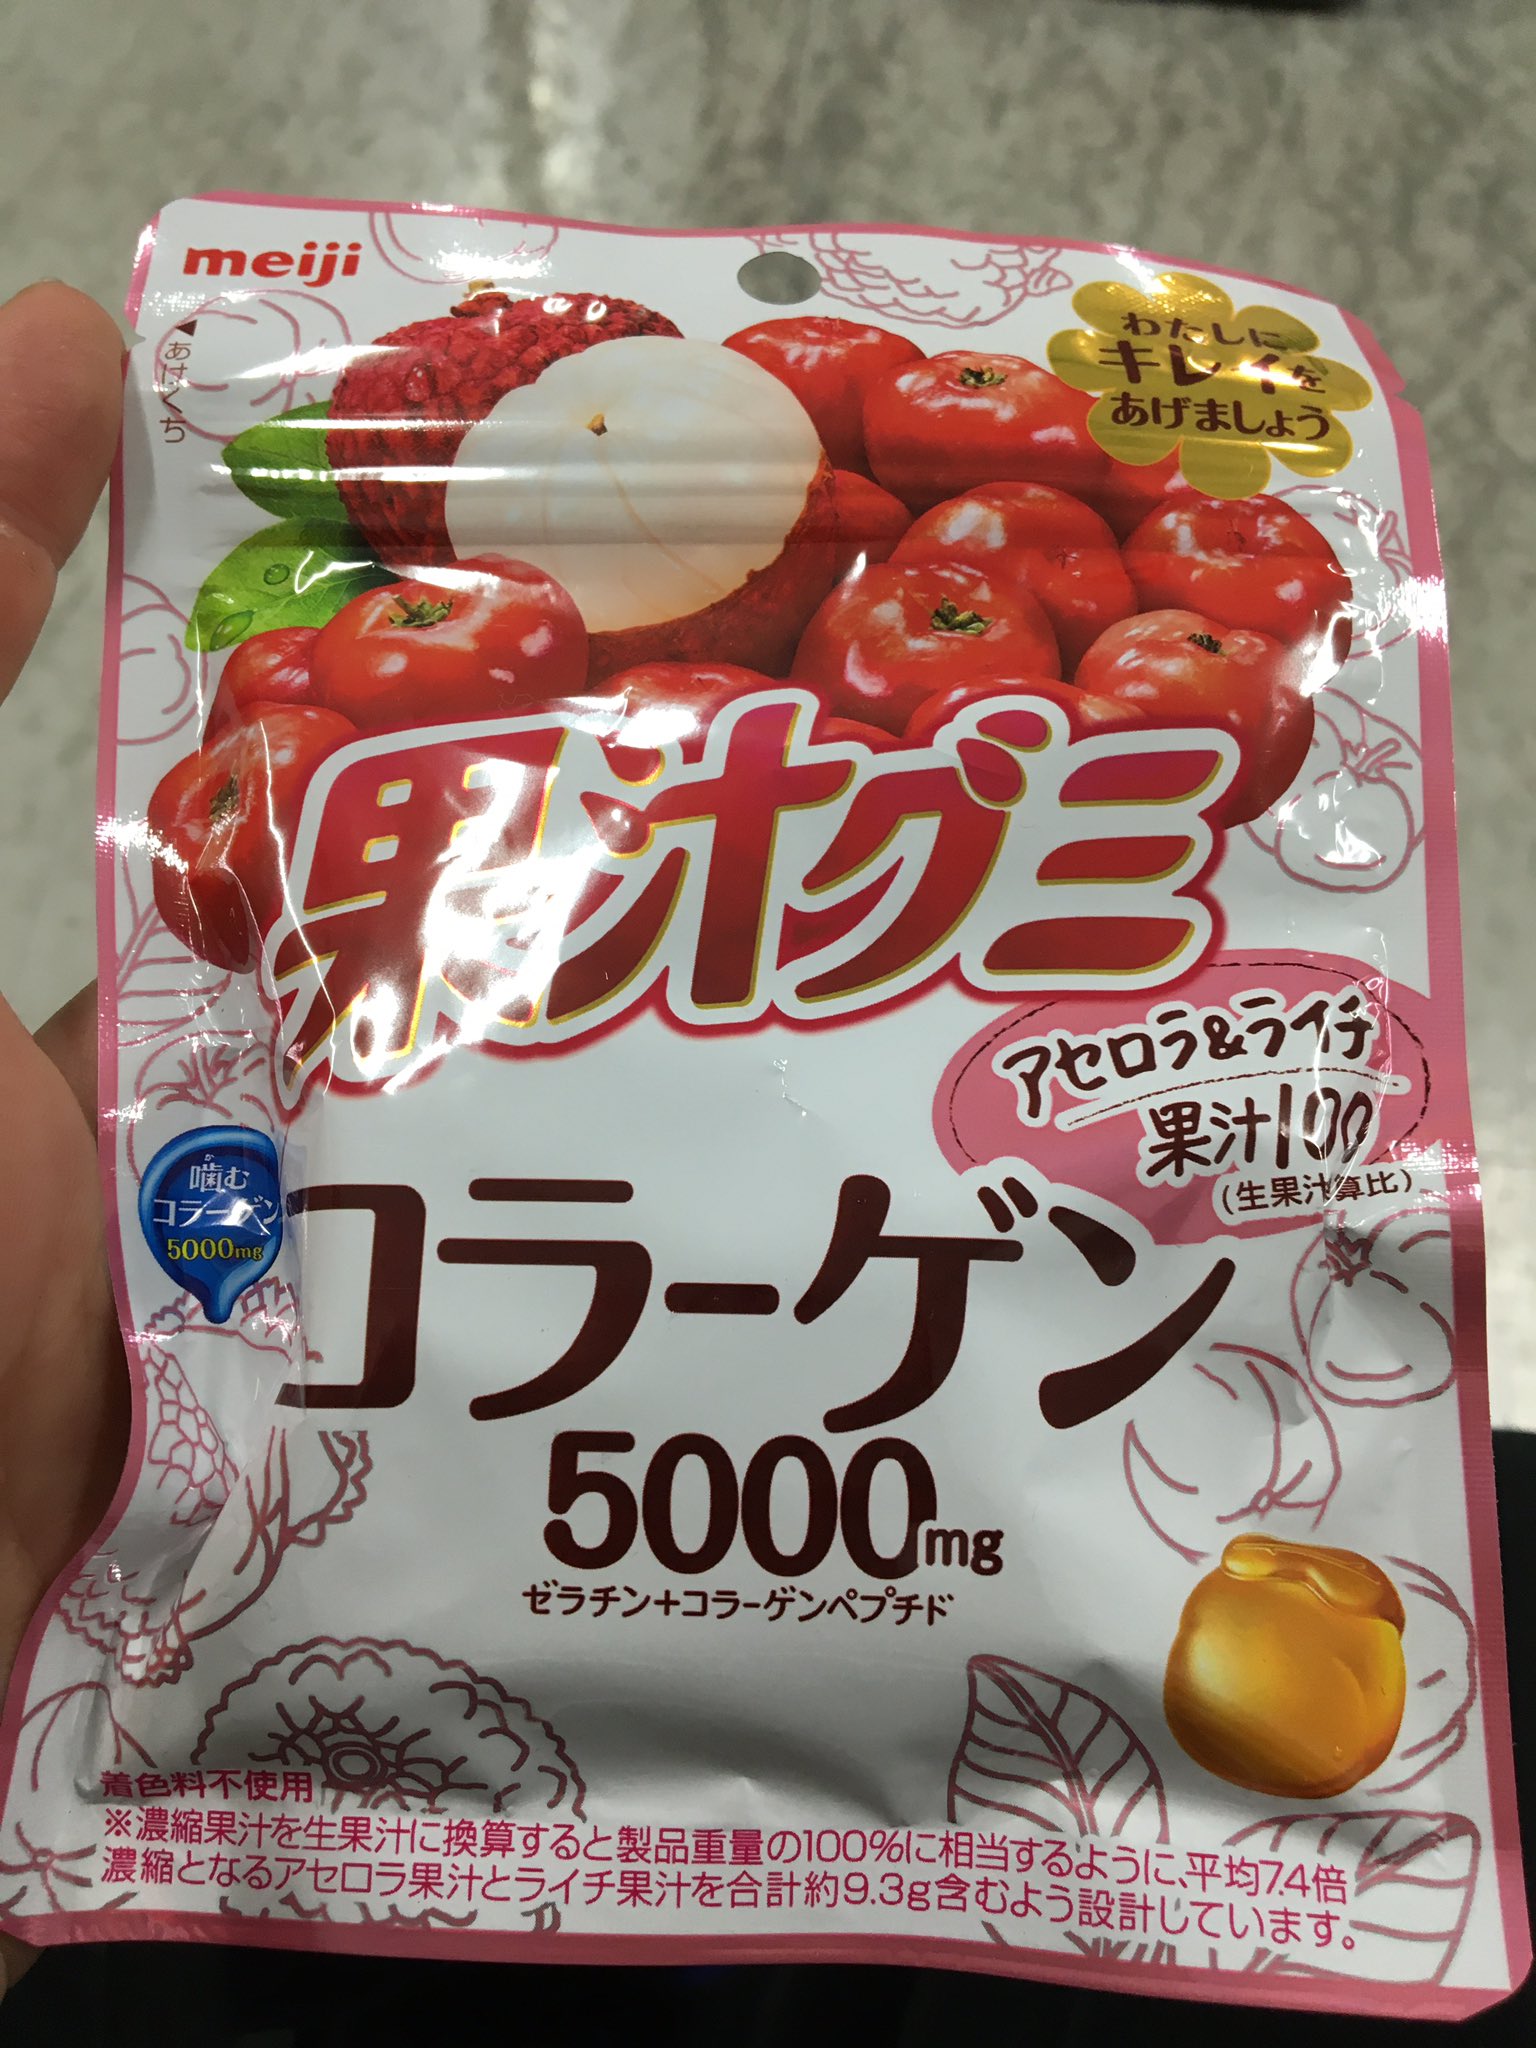 meiji
わたしに
キレイを
あげましょう
◀あけくち
果汁グミ
アセロラ&ライチ
果汁100
(生果汁換算比)
噛む
か
コラーゲン
5000mg
コラーゲン
5000mg
ゼラチン+コラーゲンペプチド
着色料不使用
※濃縮果汁を生果汁に換算すると製品重量の100%に相当するように、平均7.4倍
濃縮となるアセロラ果汁とライチ果汁を合計約9.3g含むよう設計しています。